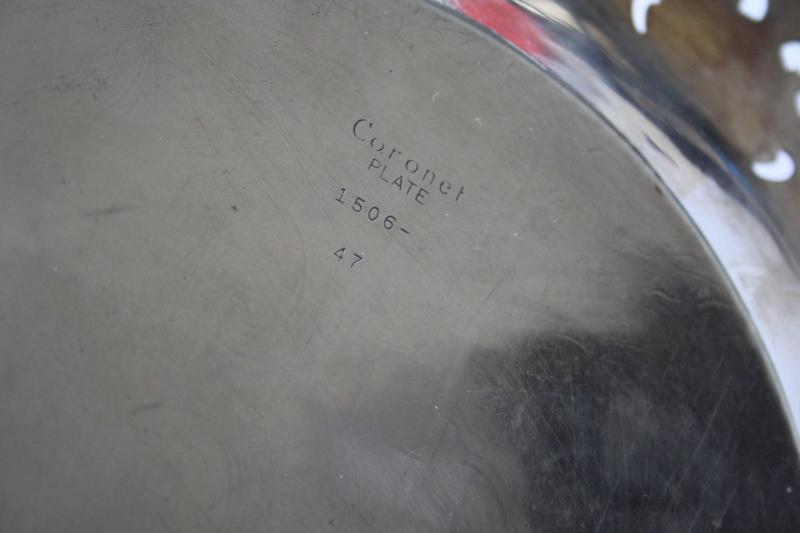 Coronet
PLATE
1506-
47